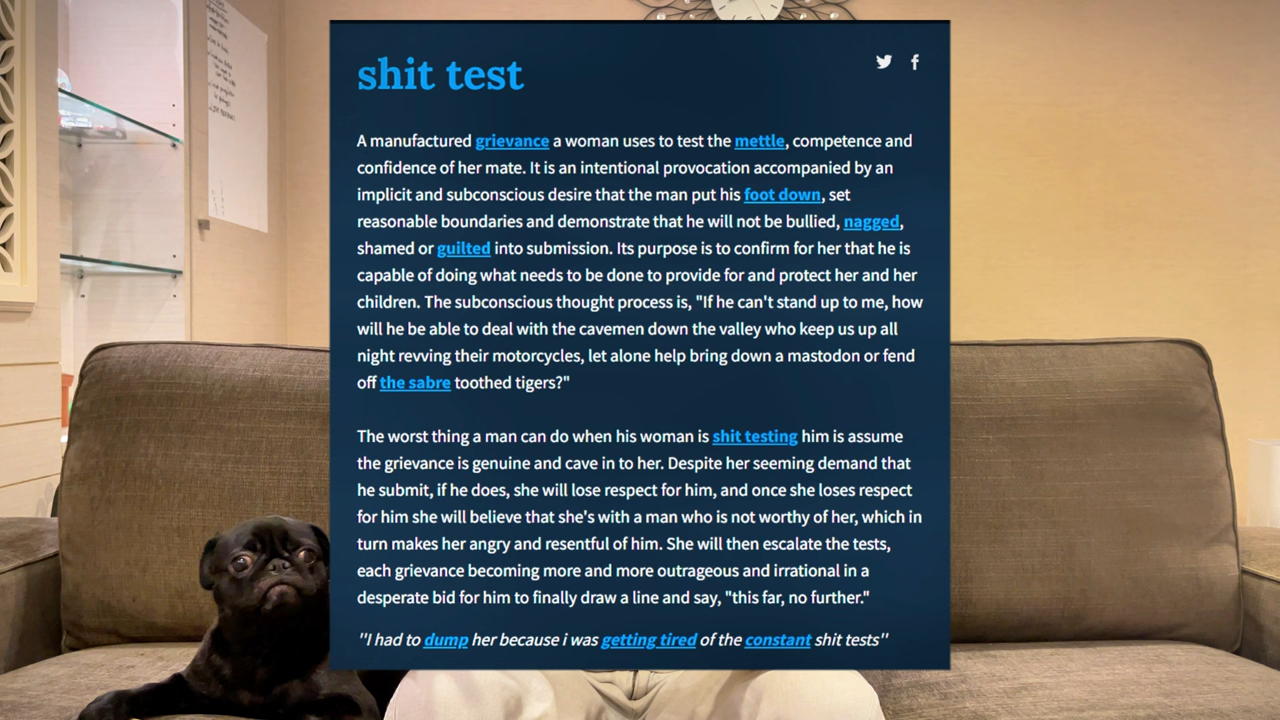 shit test
A manufactured grievance a woman uses to test the mettle, competence and
confidence of her mate. It is an intentional provocation accompanied by an
implicit and subconscious desire that the man put his foot down, set
reasonable boundaries and demonstrate that he will not be bullied, nagged,
shamed or guilted into submission. Its purpose is to confirm for her that he is
capable of doing what needs to be done to provide for and protect her and her
children. The subconscious thought process is, "If he can't stand up to me, how
will he be able to deal with the cavemen down the valley who keep us up all
night revving their motorcycles, let alone help bring down a mastodon or fend
off the sabre toothed tigers?"
The worst thing a man can do when his woman is shit testing him is assume
the grievance is genuine and cave in to her. Despite her seeming demand that
he submit, if he does, she will lose respect for him, and once she loses respect
for him she will believe that she's with a man who is not worthy of her, which in
turn makes her angry and resentful of him. She will then escalate the tests,
each grievance becoming more and more outrageous and irrational in a
desperate bid for him to finally draw a line and say, "this far, no further."
"I had to dump her because i was getting tired of the constant shit tests"